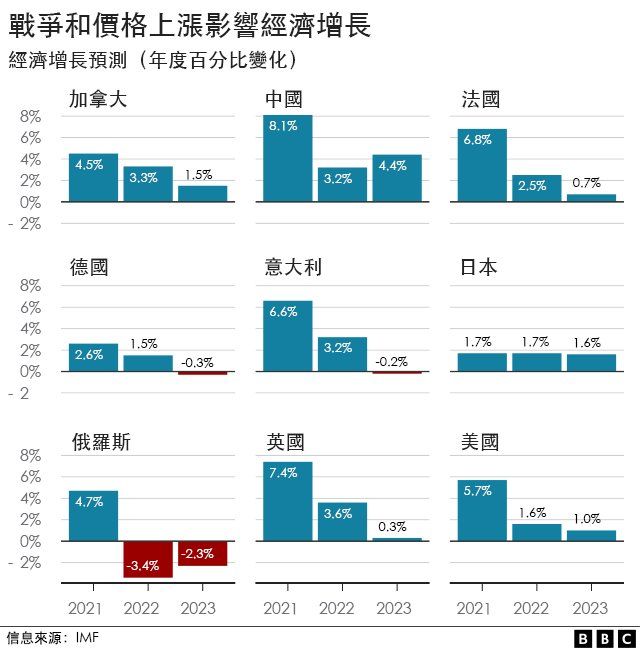 戰爭和價格上漲影響經濟增長
經濟增長預測（年度百分比變化）
加拿大 中國 法國
8%
6%
4%
2%
0%
- 2%
4.5% 3.3% 1.5%
8.1% 3.2% 4,4%
6.8% 2.5% 0.7%
德國 意大利 日本
8%
6%
4%
2%
0%
- 2
2.6% 1.5% -0.3%
6.6% 3.2% -0.2%
1.7% 1.7% 1.6%
俄羅斯 英國 美國
8%
6%
4%
2%
0%
- 2%
4.7% -3,4% -2,3%
7.4% 3.6% 0.3%
5.7% 1.6% 1.0%
2021 2022 2023 2021 2022 2023 2021 2022 2023
信息來源：IMF
BBC